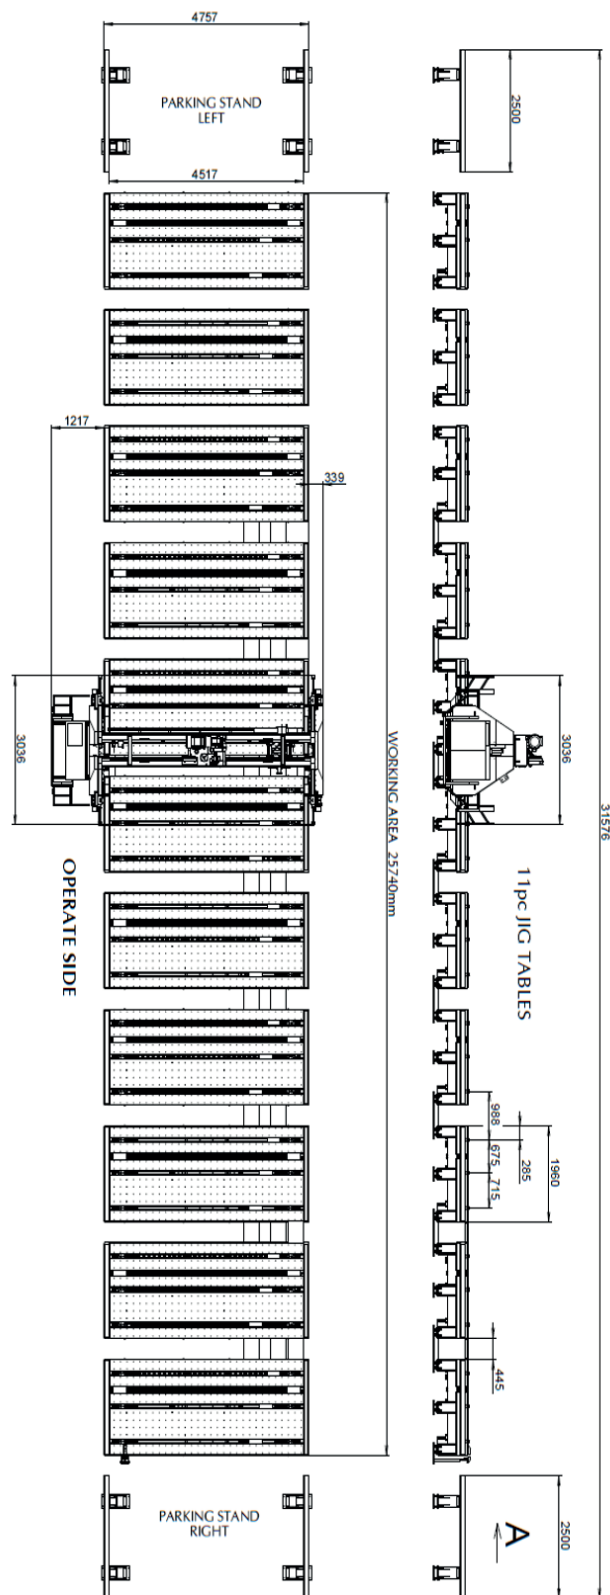 4757
PARKING STAND
LEFT
2500
4517
1217
339
3036
3036
31576
WORKING AREA 25740mm
11pc JIG TABLES
OPERATE SIDE
988
675
715
285
1960
445
PARKING STAND
RIGHT
A
2500